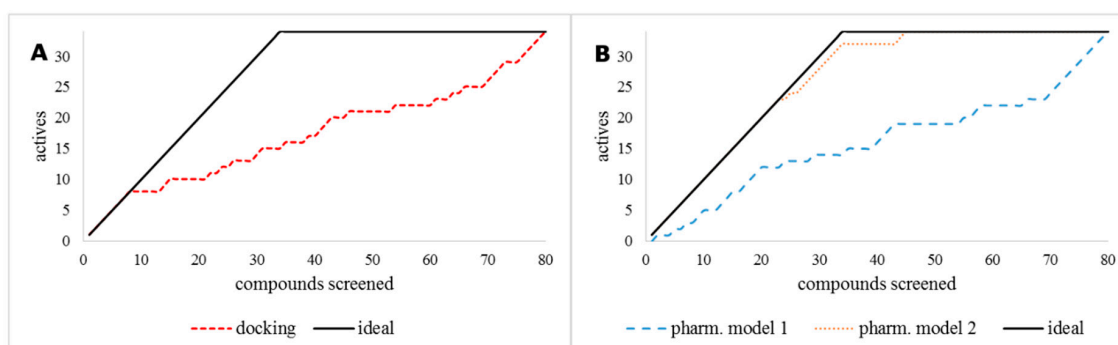 A
30
25
20
15
10
5
0
actives
0 10 20 30 40 50 60 70 80
compounds screened
docking ideal
B
30
25
20
15
10
5
0
actives
0 10 20 30 40 50 60 70 80
compounds screened
pharm. model 1 pharm. model 2 ideal